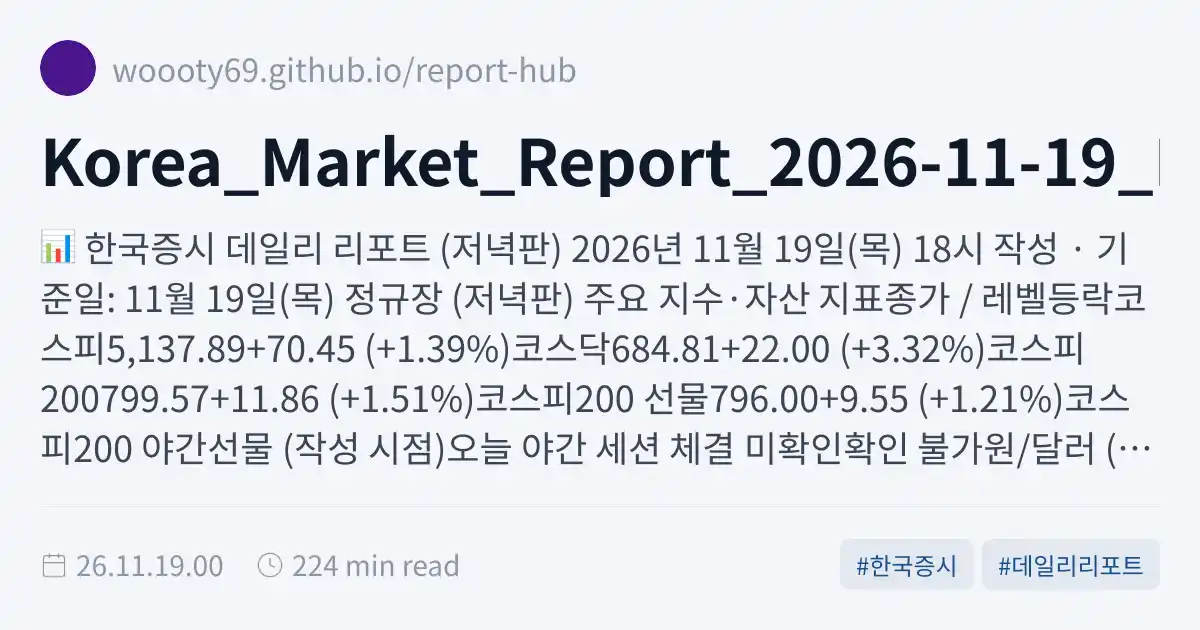 woooty69.github.io/report-hub
Korea_Market_Report_2026-11-19_
📊 한국증시 데일리 리포트 (저녁판) 2026년 11월 19일(목) 18시 작성 · 기
준일: 11월 19일(목) 정규장 (저녁판) 주요 지수·자산 지표종가 / 레벨등락코
스피5,137.89+70.45 (+1.39%)코스닥684.81+22.00 (+3.32%)코스피
200799.57+11.86 (+1.51%)코스피200 선물796.00+9.55 (+1.21%)코스
피200 야간선물 (작성 시점)오늘 야간 세션 체결 미확인확인 불가원/달러 (…
26.11.19.00
224 min read
#한국증시
#데일리리포트